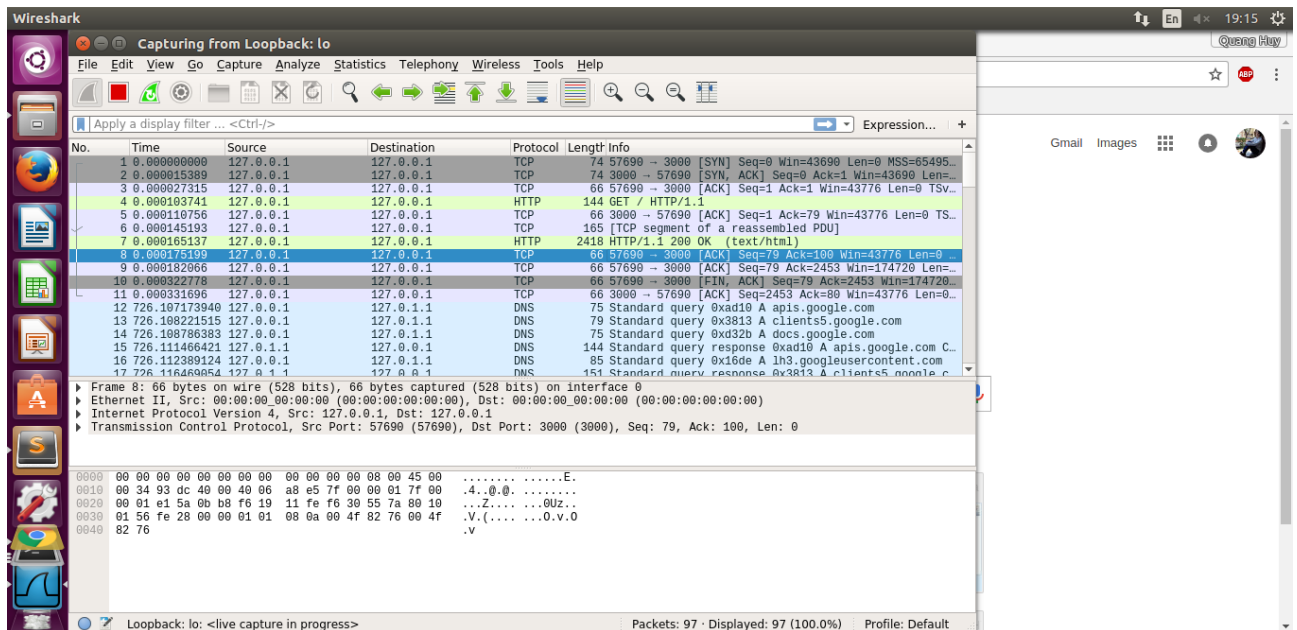 Wireshark
En
19:15
Capturing from Loopback: lo
Quang Huy
File Edit View Go Capture Analyze Statistics Telephony Wireless Tools Help
ABP
Apply a display filter ... <Ctrl-/>
Expression... +
Gmail Images
No. Time Source Destination Protocol Length Info
1 0.000000000 127.0.0.1 127.0.0.1 TCP 74 57690 → 3000 [SYN] Seq=0 Win=43690 Len=0 MSS=65495…
2 0.000015389 127.0.0.1 127.0.0.1 TCP 74 3000 → 57690 [SYN, ACK] Seq=0 Ack=1 Win=43690 Len=…
3 0.000027315 127.0.0.1 127.0.0.1 TCP 66 57690 → 3000 [ACK] Seq=1 Ack=1 Win=43776 Len=0 TSv…
4 0.000103741 127.0.0.1 127.0.0.1 HTTP 144 GET / HTTP/1.1
5 0.000110756 127.0.0.1 127.0.0.1 TCP 66 3000 → 57690 [ACK] Seq=1 Ack=79 Win=43776 Len=0 TS…
6 0.000145193 127.0.0.1 127.0.0.1 TCP 165 [TCP segment of a reassembled PDU]
7 0.000165137 127.0.0.1 127.0.0.1 HTTP 2418 HTTP/1.1 200 OK (text/html)
8 0.000175199 127.0.0.1 127.0.0.1 TCP 66 57690 → 3000 [ACK] Seq=79 Ack=100 Win=43776 Len=0 …
9 0.000182066 127.0.0.1 127.0.0.1 TCP 66 57690 → 3000 [ACK] Seq=79 Ack=2453 Win=174720 Len=…
10 0.000322778 127.0.0.1 127.0.0.1 TCP 66 57690 → 3000 [FIN, ACK] Seq=79 Ack=2453 Win=174720…
11 0.000331696 127.0.0.1 127.0.0.1 TCP 66 3000 → 57690 [ACK] Seq=2453 Ack=80 Win=43776 Len=0…
12 726.107173940 127.0.0.1 127.0.1.1 DNS 75 Standard query 0xad10 A apis.google.com
13 726.108221515 127.0.0.1 127.0.1.1 DNS 79 Standard query 0x3813 A clients5.google.com
14 726.108786383 127.0.0.1 127.0.1.1 DNS 75 Standard query 0xd32b A docs.google.com
15 726.111466421 127.0.1.1 127.0.0.1 DNS 144 Standard query response 0xad10 A apis.google.com C…
16 726.112389124 127.0.0.1 127.0.1.1 DNS 85 Standard query 0x16de A lh3.googleusercontent.com
17 726.116469054 127.0.1.1 127.0.0.1 DNS 151 Standard query response 0x3813 A clients5.google.c…
Frame 8: 66 bytes on wire (528 bits), 66 bytes captured (528 bits) on interface 0
Ethernet II, Src: 00:00:00_00:00:00 (00:00:00:00:00:00), Dst: 00:00:00_00:00:00 (00:00:00:00:00:00)
Internet Protocol Version 4, Src: 127.0.0.1, Dst: 127.0.0.1
Transmission Control Protocol, Src Port: 57690 (57690), Dst Port: 3000 (3000), Seq: 79, Ack: 100, Len: 0
0000 00 00 00 00 00 00 00 00 00 00 00 00 08 00 45 00 ........ ......E.
0010 00 34 93 dc 40 00 40 06 a8 e5 7f 00 00 01 7f 00 .4..@.@. ........
0020 00 01 e1 5a 0b b8 f6 19 11 fe f6 30 55 7a 80 10 ...Z.... ...0Uz..
0030 01 56 fe 28 00 00 01 01 08 0a 00 4f 82 76 00 4f .V.(.... ...O.v.O
0040 82 76 .v
Loopback: lo: <live capture in progress>
Packets: 97 · Displayed: 97 (100.0%)
Profile: Default